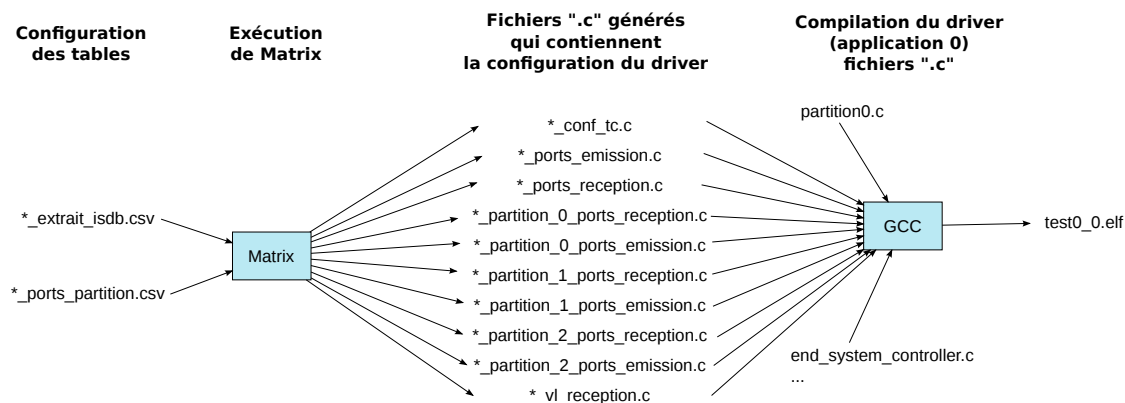 Configuration
des tables
Exécution
de Matrix
Fichiers ".c" générés
qui contiennent
la configuration du driver
Compilation du driver
(application 0)
fichiers ".c"
*_extrait_isdb.csv
*_ports_partition.csv
Matrix
*_conf_tc.c
*_ports_emission.c
*_ports_reception.c
*_partition_0_ports_reception.c
*_partition_0_ports_emission.c
*_partition_1_ports_reception.c
*_partition_1_ports_emission.c
*_partition_2_ports_reception.c
*_partition_2_ports_emission.c
*_vl_reception.c
partition0.c
GCC
end_system_controller.c
...
test0_0.elf